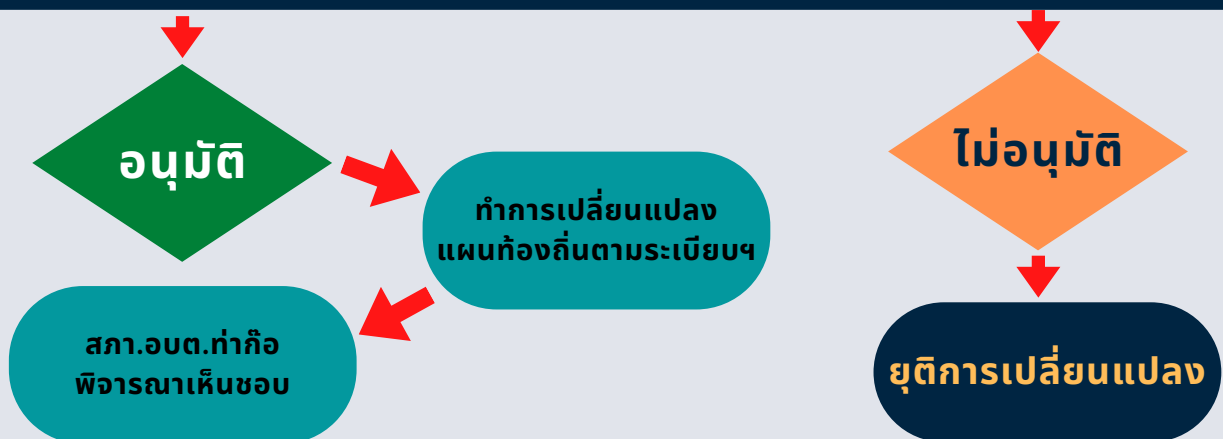 อนุมัติ
ไม่อนุมัติ
ทำการเปลี่ยนแปลง
แผนท้องถิ่นตามระเบียบฯ
สภา.อบต.ท่าก๊อ
พิจารณาเห็นชอบ
ยุติการเปลี่ยนแปลง